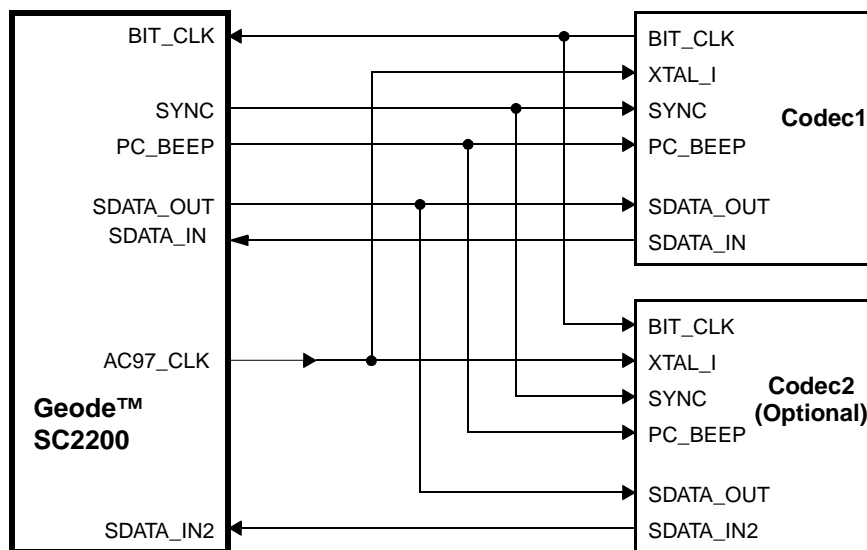 BIT_CLK
SYNC
PC_BEEP
SDATA_OUT
SDATA_IN
AC97_CLK
Geode™
SC2200
SDATA_IN2
BIT_CLK
XTAL_I
SYNC
Codec1
PC_BEEP
SDATA_OUT
SDATA_IN
BIT_CLK
XTAL_I
Codec2
SYNC
(Optional)
PC_BEEP
SDATA_OUT
SDATA_IN2